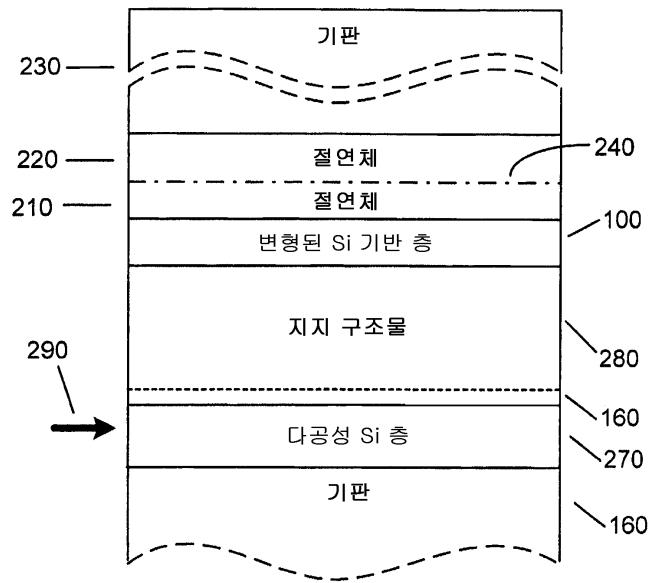 기판
230
220
절연체
240
210
절연체
100
변형된 Si 기반 층
지지 구조물
280
290
160
다공성 Si 층
270
기판
160